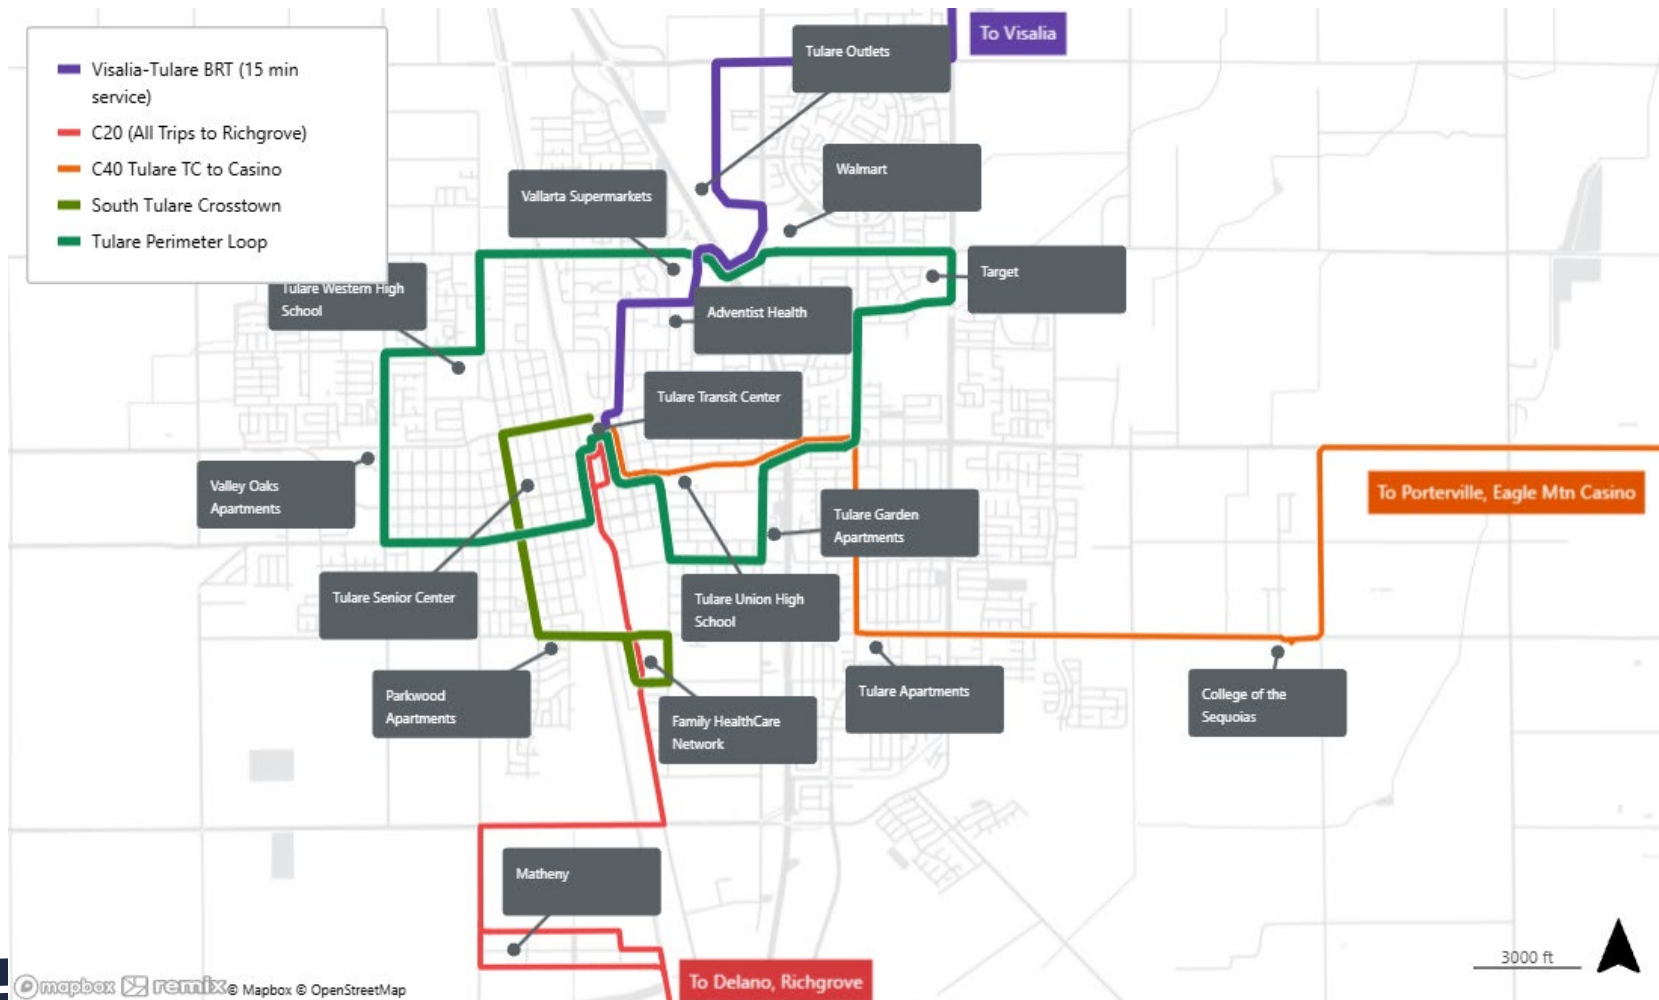 Visalia-Tulare BRT (15 min
service)
C20 (All Trips to Richgrove)
C40 Tulare TC to Casino
South Tulare Crosstown
Tulare Perimeter Loop
To Visalia
Tulare Outlets
Walmart
Vallarta Supermarkets
Target
Tulare Western High
School
Adventist Health
Tulare Transit Center
Valley Oaks
Apartments
To Porterville, Eagle Mtn Casino
Tulare Garden
Apartments
Tulare Senior Center
Tulare Union High
School
Parkwood
Apartments
Family HealthCare
Network
Tulare Apartments
College of the
Sequoias
Matheny
To Delano, Richgrove
3000 ft
mapbox remix © Mapbox © OpenStreetMap